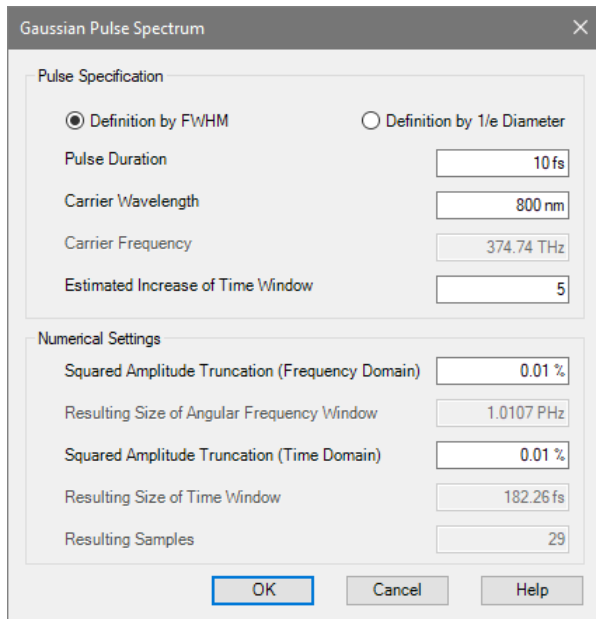 Gaussian Pulse Spectrum
Pulse Specification
Definition by FWHM Definition by 1/e Diameter
Pulse Duration 10 fs
Carrier Wavelength 800 nm
Carrier Frequency 374.74 THz
Estimated Increase of Time Window 5
Numerical Settings
Squared Amplitude Truncation (Frequency Domain) 0.01 %
Resulting Size of Angular Frequency Window 1.0107 PHz
Squared Amplitude Truncation (Time Domain) 0.01 %
Resulting Size of Time Window 182.26 fs
Resulting Samples 29
OK Cancel Help